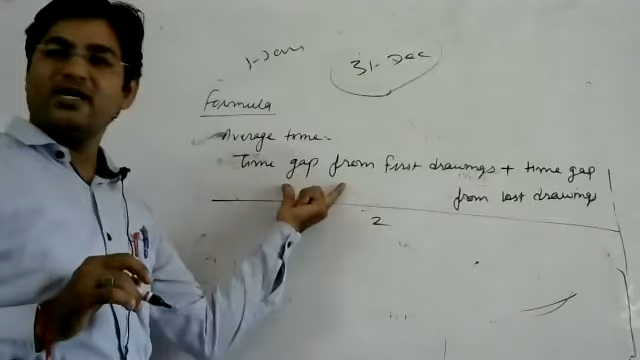 1-Jan
31-Dec
Formula
Average time=
Time gap from first drawings + time gap
from last drawings
2